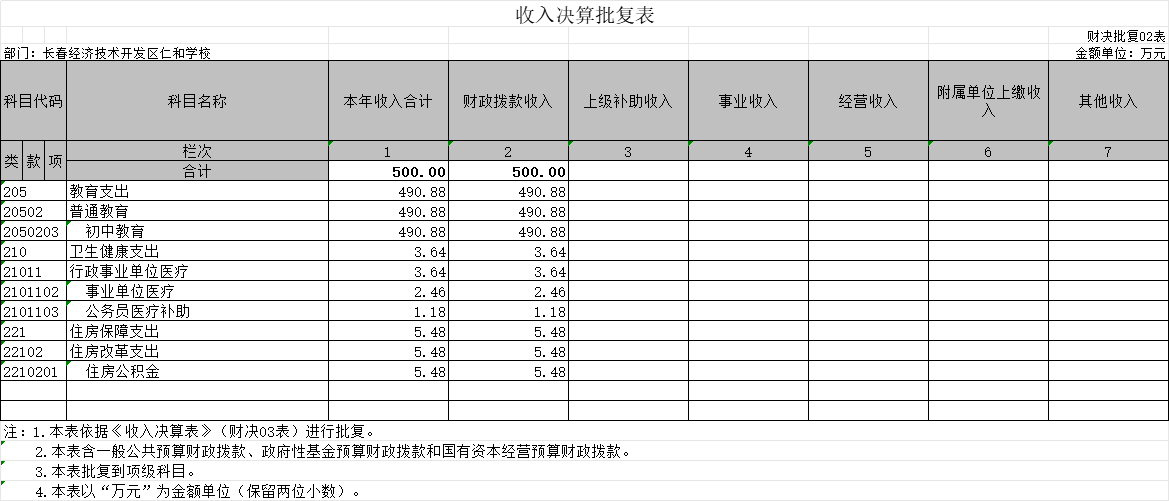 收入决算批复表
财决批复02表
部门：长春经济技术开发区仁和学校 金额单位：万元
科目代码 科目名称 本年收入合计 财政拨款收入 上级补助收入 事业收入 经营收入 附属单位上缴收入 其他收入
类 款 项 栏次 1 2 3 4 5 6 7
合计 500.00 500.00
205 教育支出 490.88 490.88
20502 普通教育 490.88 490.88
2050203 初中教育 490.88 490.88
210 卫生健康支出 3.64 3.64
21011 行政事业单位医疗 3.64 3.64
2101102 事业单位医疗 2.46 2.46
2101103 公务员医疗补助 1.18 1.18
221 住房保障支出 5.48 5.48
22102 住房改革支出 5.48 5.48
2210201 住房公积金 5.48 5.48
注：1.本表依据《收入决算表》（财决03表）进行批复。
2.本表含一般公共预算财政拨款、政府性基金预算财政拨款和国有资本经营预算财政拨款。
3.本表批复到项级科目。
4.本表以“万元”为金额单位（保留两位小数）。